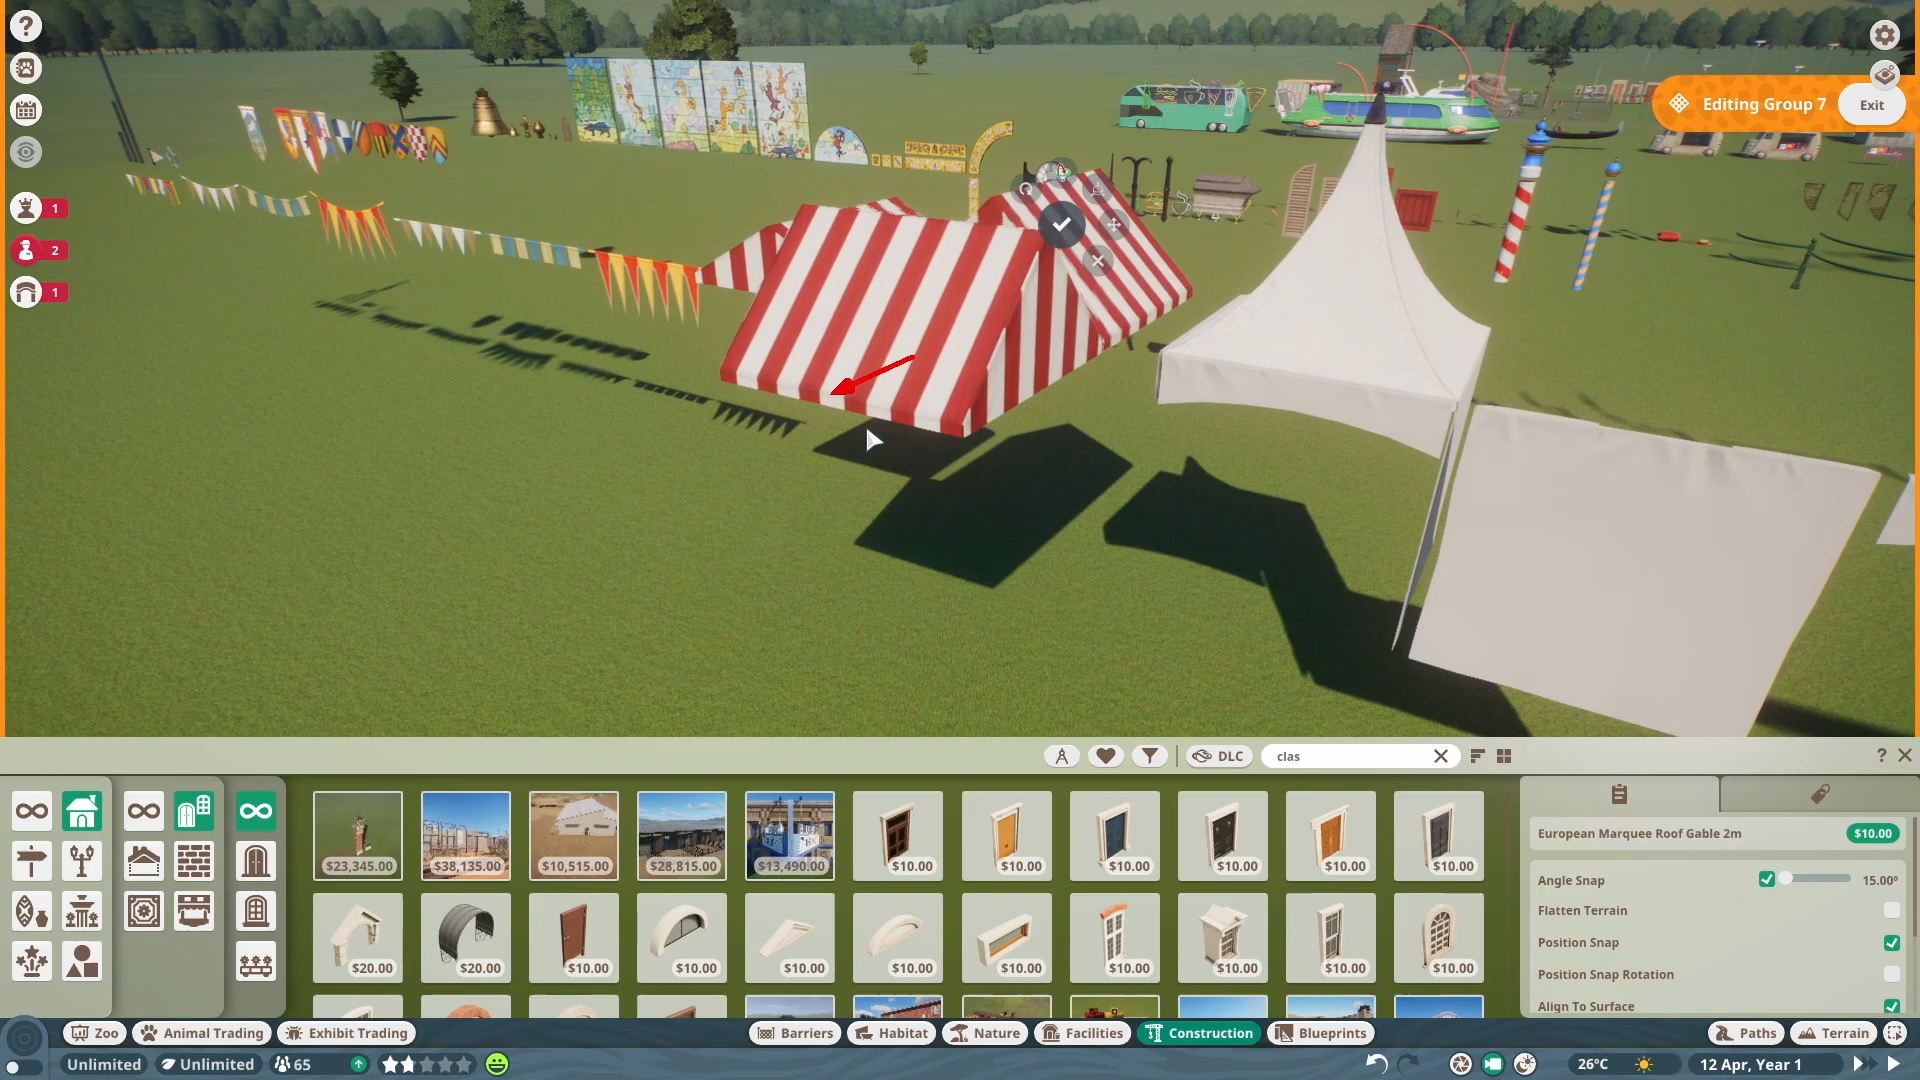 ?
Editing Group 7
Exit
1
2
1
DLC
clas
?
$23,345.00
$38,135.00
$10,515.00
$28,815.00
$13,490.00
$10.00
$10.00
$10.00
$10.00
$10.00
$10.00
$20.00
$20.00
$10.00
$10.00
$10.00
$10.00
$10.00
$10.00
$10.00
$10.00
$10.00
European Marquee Roof Gable 2m
$10.00
Angle Snap
15.00º
Flatten Terrain
Position Snap
Position Snap Rotation
Align To Surface
Zoo
Animal Trading
Exhibit Trading
Barriers
Habitat
Nature
Facilities
Construction
Blueprints
Paths
Terrain
Unlimited
Unlimited
65
26°C
12 Apr, Year 1